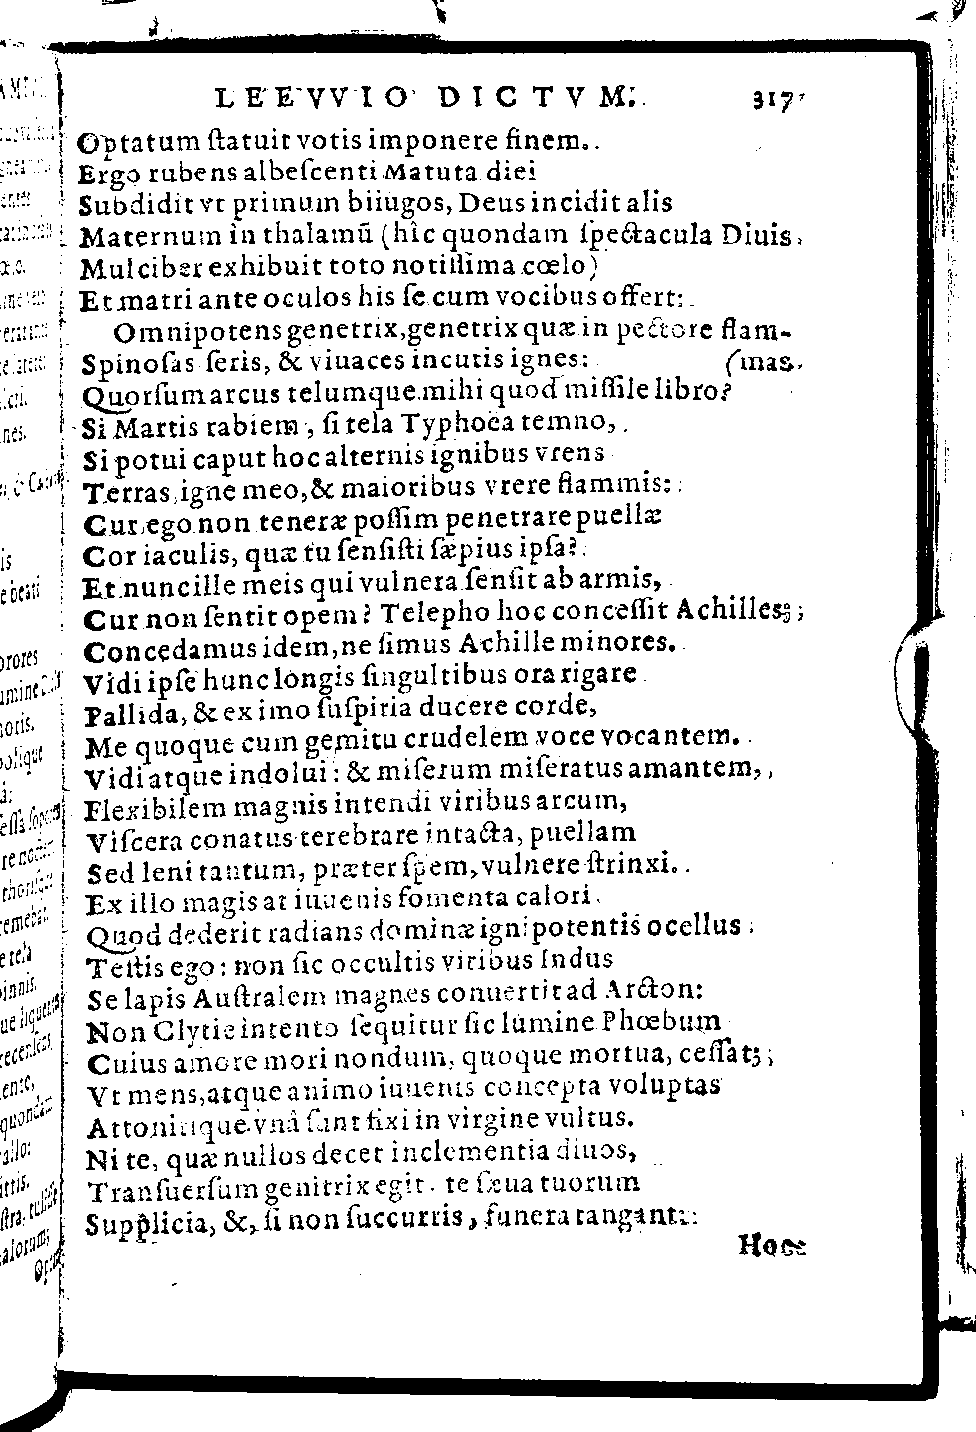 LEEVVIO DICTVM. 317
Optatum ſtatuit votis imponere finem.
Ergo rubens albeſcenti Matuta diei
Subdidit vt primum biiugos, Deus incidit alis
Maternum in thalamū (hîc quondam ſpectacula Diuis,
Mulciber exhibuit toto notiſſima cœlo)
Et matri ante oculos his ſe cum vocibus offert:
Omnipotens genetrix, genetrix quæ in pectore flam-
Spinoſas ſeris, & viuaces incutis ignes: (mas.
Quorſum arcus telumque mihi quod miſſile libro?
Si Martis rabiem, ſi tela Typhoea temno,
Si potui caput hoc alternis ignibus vrens
Terras igne meo, & maioribus vrere flammis:
Cur ego non teneræ poſſim penetrare puellæ
Cor iaculis, quæ tu ſenſiſti ſæpius ipſa?
Et nunc ille meis qui vulnera ſenſit ab armis,
Cur non ſentit opem? Telepho hoc conceſſit Achilles;
Concedamus idem, ne ſimus Achille minores.
Vidi ipſe hunc longis ſingultibus ora rigare
Pallida, & ex imo ſuſpiria ducere corde,
Me quoque cum gemitu crudelem voce vocantem.
Vidi atque indolui: & miſerum miſeratus amantem,
Flexibilem magnis intendi viribus arcum,
Viſcera conatus terebrare intacta, puellam
Sed leni tantum, præter ſpem, vulnere ſtrinxi.
Ex illo magis at iuuenis fomenta calori
Quod dederit radians dominæ ignipotentis ocellus:
Teſtis ego: non ſic occultis viribus Indus
Se lapis Auſtralem magnes conuertit ad Arcton:
Non Clytie intento ſequitur ſic lumine Phœbum
Cuius amore mori nondum, quoque mortua, ceſſat;
Vt mens, atque animo iuuenis concepta voluptas
Attonitique vnâ ſunt fixi in virgine vultus.
Ni te, quæ nullos decet inclementia diuos,
Tranſuerſum genitrix egit. te ſæua tuorum
Supplicia, &, ſi non ſuccurris, funera tangant:
Hoc